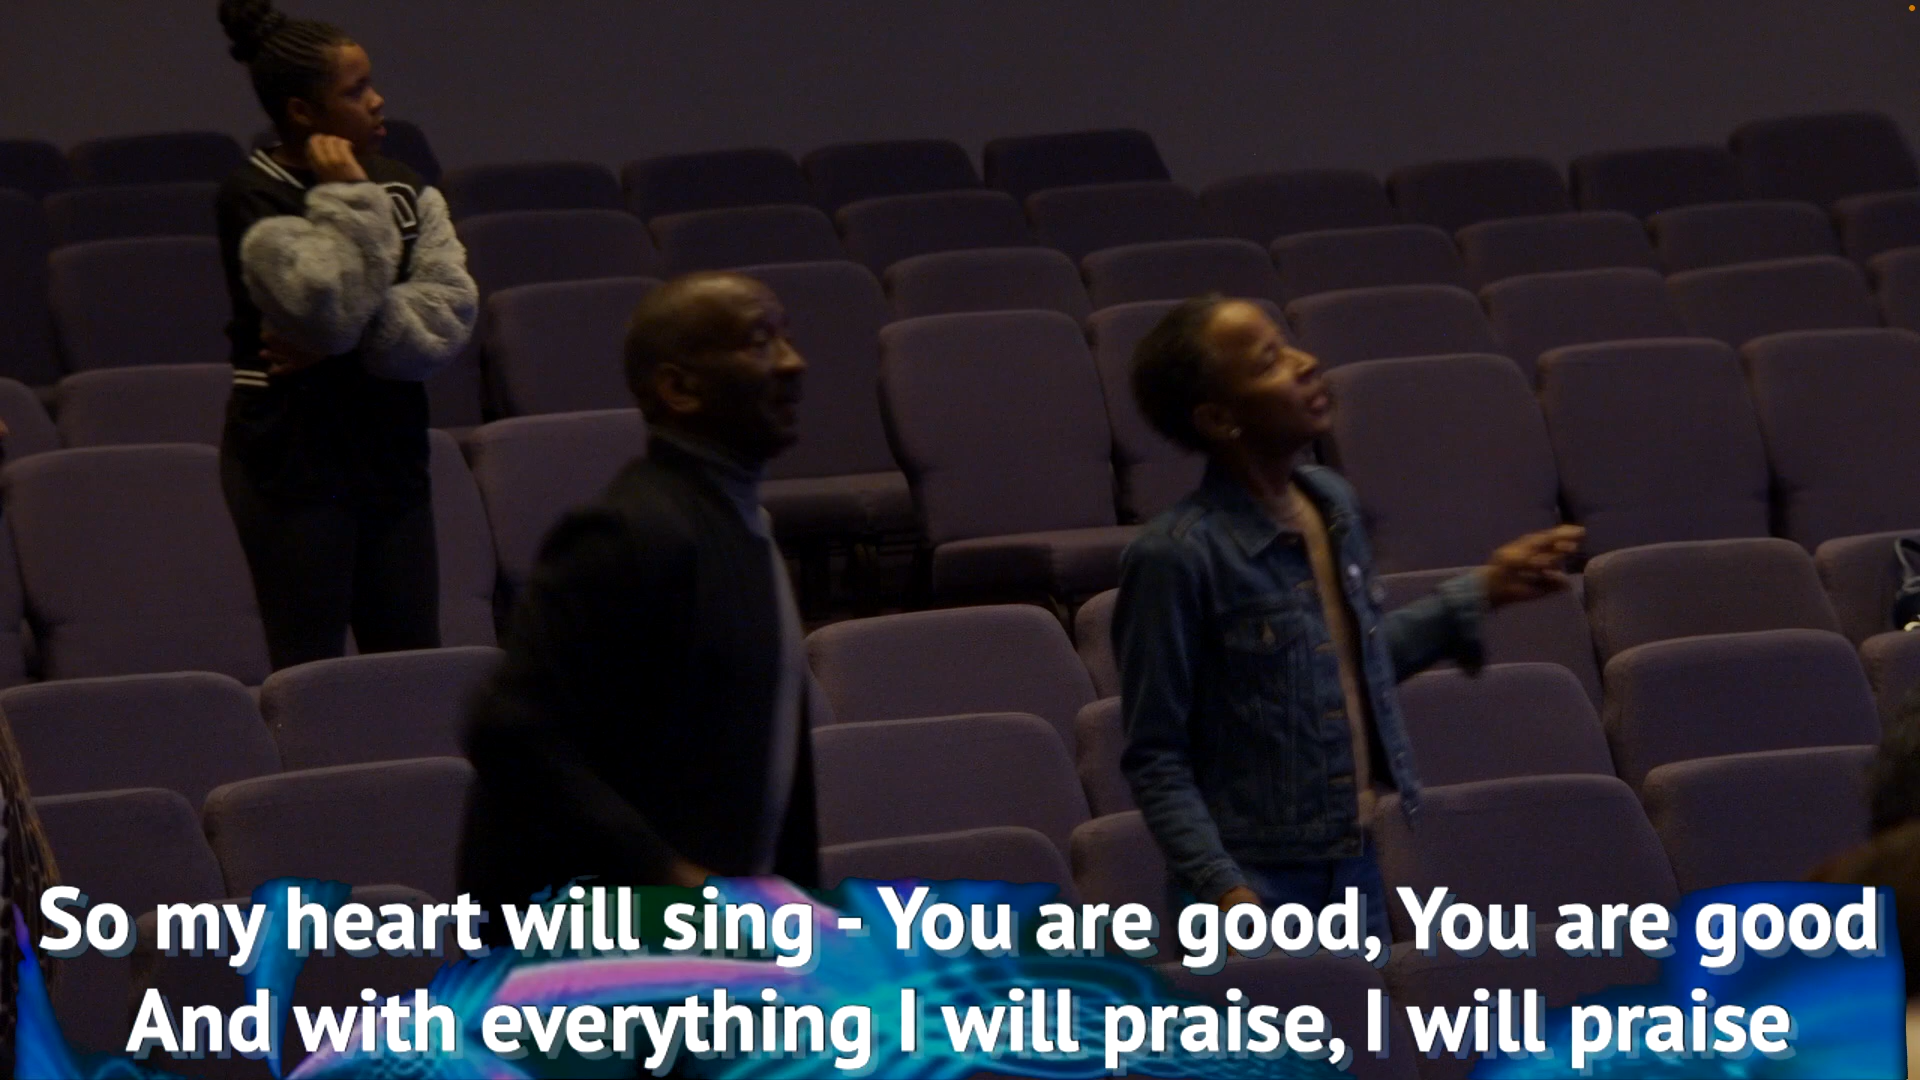 So my heart will sing - You are good, You are good
And with everything I will praise, I will praise